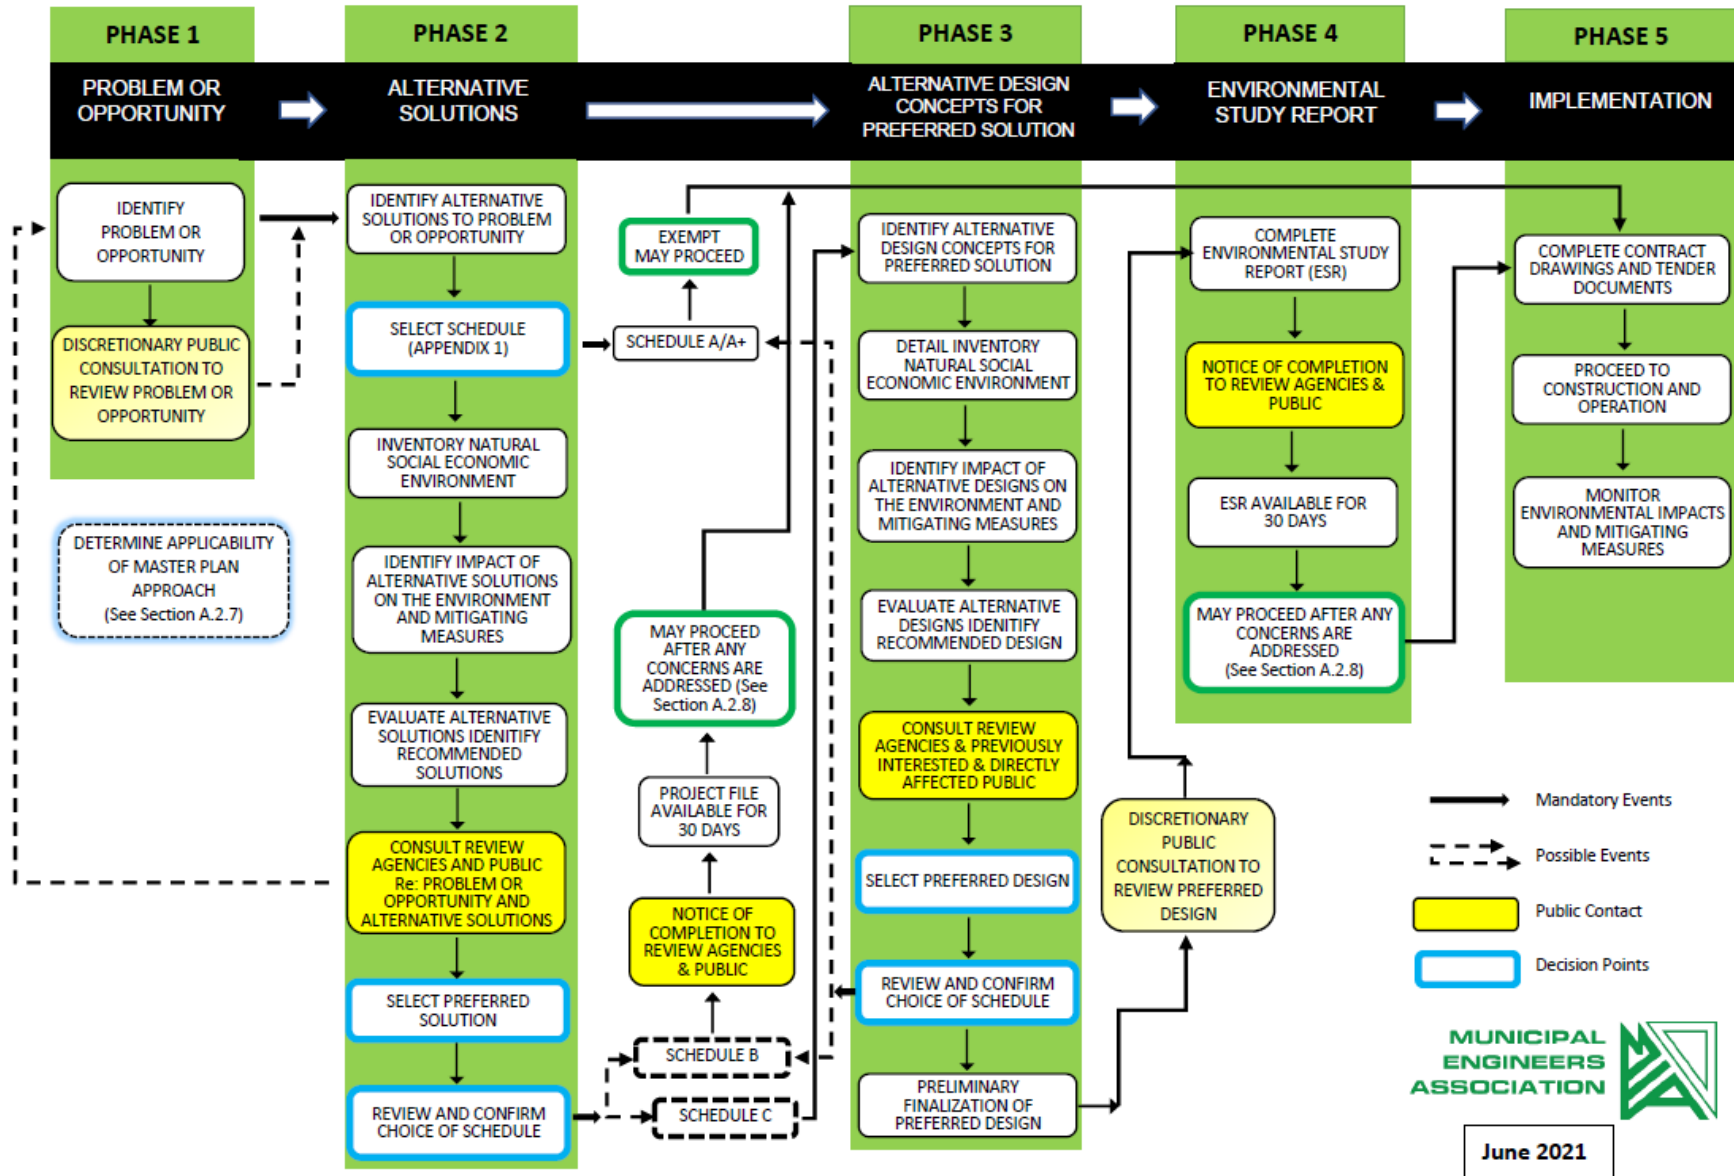 PHASE 1
PHASE 2
PHASE 3
PHASE 4
PHASE 5
PROBLEM OR
OPPORTUNITY
ALTERNATIVE
SOLUTIONS
ALTERNATIVE DESIGN
CONCEPTS FOR
PREFERRED SOLUTION
ENVIRONMENTAL
STUDY REPORT
IMPLEMENTATION
IDENTIFY
PROBLEM OR
OPPORTUNITY
DISCRETIONARY PUBLIC
CONSULTATION TO
REVIEW PROBLEM OR
OPPORTUNITY
DETERMINE APPLICABILITY
OF MASTER PLAN
APPROACH
(See Section A.2.7)
IDENTIFY ALTERNATIVE
SOLUTIONS TO PROBLEM
OR OPPORTUNITY
SELECT SCHEDULE
(APPENDIX 1)
INVENTORY NATURAL
SOCIAL ECONOMIC
ENVIRONMENT
IDENTIFY IMPACT OF
ALTERNATIVE SOLUTIONS
ON THE ENVIRONMENT
AND MITIGATING
MEASURES
EVALUATE ALTERNATIVE
SOLUTIONS IDENTIFY
RECOMMENDED
SOLUTIONS
CONSULT REVIEW
AGENCIES AND PUBLIC
Re: PROBLEM OR
OPPORTUNITY AND
ALTERNATIVE SOLUTIONS
SELECT PREFERRED
SOLUTION
REVIEW AND CONFIRM
CHOICE OF SCHEDULE
EXEMPT
MAY PROCEED
SCHEDULE A/A+
MAY PROCEED
AFTER ANY
CONCERNS ARE
ADDRESSED (See
Section A.2.8)
PROJECT FILE
AVAILABLE FOR
30 DAYS
NOTICE OF
COMPLETION TO
REVIEW AGENCIES
& PUBLIC
SCHEDULE B
SCHEDULE C
IDENTIFY ALTERNATIVE
DESIGN CONCEPTS FOR
PREFERRED SOLUTION
DETAIL INVENTORY
NATURAL SOCIAL
ECONOMIC ENVIRONMENT
IDENTIFY IMPACT OF
ALTERNATIVE DESIGNS ON
THE ENVIRONMENT AND
MITIGATING MEASURES
EVALUATE ALTERNATIVE
DESIGNS IDENITIFY
RECOMMENDED DESIGN
CONSULT REVIEW
AGENCIES & PREVIOUSLY
INTERESTED & DIRECTLY
AFFECTED PUBLIC
SELECT PREFERRED DESIGN
REVIEW AND CONFIRM
CHOICE OF SCHEDULE
PRELIMINARY
FINALIZATION OF
PREFERRED DESIGN
DISCRETIONARY
PUBLIC
CONSULTATION TO
REVIEW PREFERRED
DESIGN
COMPLETE
ENVIRONMENTAL STUDY
REPORT (ESR)
NOTICE OF COMPLETION
TO REVIEW AGENCIES &
PUBLIC
ESR AVAILABLE FOR
30 DAYS
MAY PROCEED AFTER ANY
CONCERNS ARE
ADDRESSED
(See Section A.2.8)
COMPLETE CONTRACT
DRAWINGS AND TENDER
DOCUMENTS
PROCEED TO
CONSTRUCTION AND
OPERATION
MONITOR
ENVIRONMENTAL IMPACTS
AND MITIGATING
MEASURES
Mandatory Events
Possible Events
Public Contact
Decision Points
MUNICIPAL
ENGINEERS
ASSOCIATION
June 2021